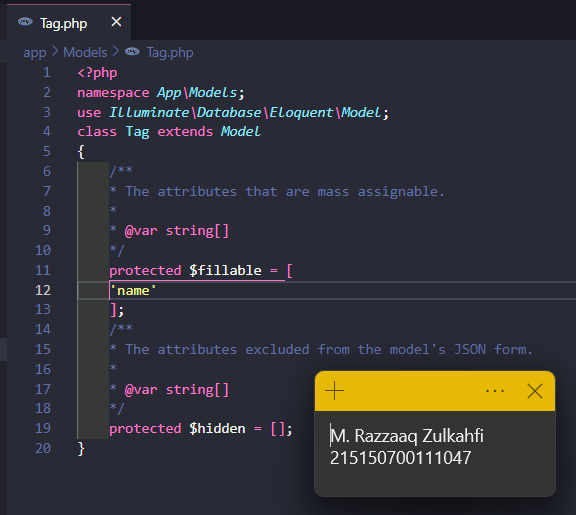 Tag.php
app > Models > Tag.php
1 <?php
2 namespace App\Models;
3 use Illuminate\Database\Eloquent\Model;
4 class Tag extends Model
5 {
6 /**
7 * The attributes that are mass assignable.
8 *
9 * @var string[]
10 */
11 protected $fillable = [
12 'name'
13 ];
14 /**
15 * The attributes excluded from the model's JSON form.
16 *
17 * @var string[]
18 */
19 protected $hidden = [];
20 }
M. Razzaaq Zulkahfi
215150700111047